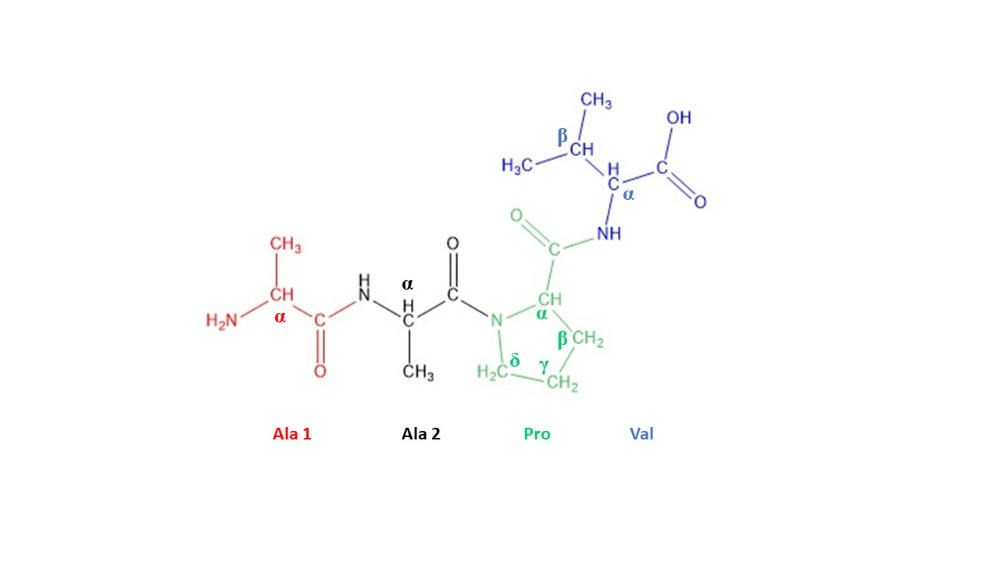 CH₃
OH
β
CH
H₃C
H
C
C
α
O
O
NH
CH₃
O
C
H
N
α
CH
H
C
CH
α
H₂N
C
C
N
α
β
CH₂
δ
γ
O
CH₃
H₂C
CH₂
Ala 1 Ala 2 Pro Val